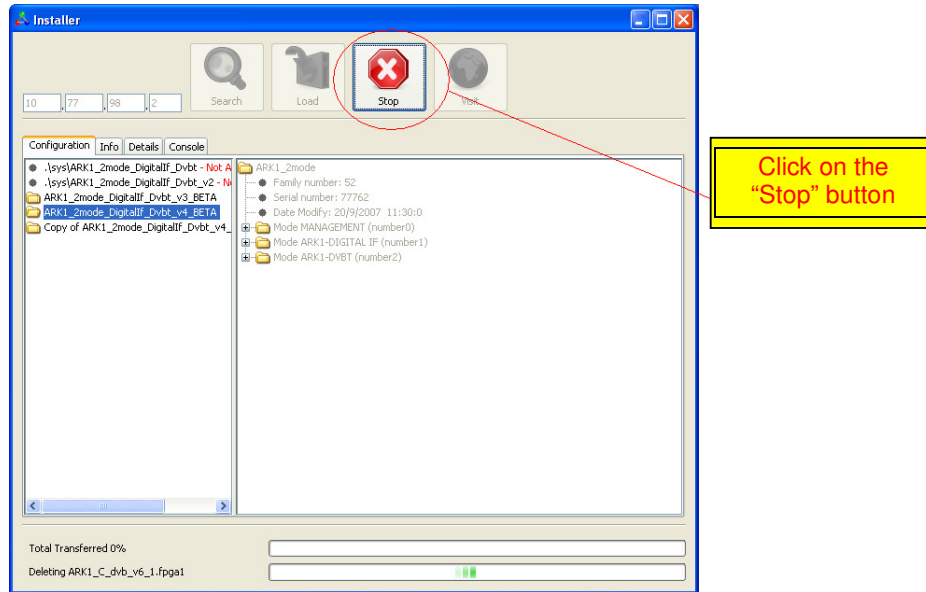 Installer
Search
Load
Stop
Visit
10 . 77 . 98 . 2
Configuration
Info
Details
Console
.\sys\ARK1_2mode_DigitalIf_Dvbt - Not A
.\sys\ARK1_2mode_DigitalIf_Dvbt_v2 - N
ARK1_2mode_DigitalIf_Dvbt_v3_BETA
ARK1_2mode_DigitalIf_Dvbt_v4_BETA
Copy of ARK1_2mode_DigitalIf_Dvbt_v4_
ARK1_2mode
Family number: 52
Serial number: 77762
Date Modify: 20/9/2007 11:30:0
Mode MANAGEMENT (number0)
Mode ARK1-DIGITAL IF (number1)
Mode ARK1-DVBT (number2)
Click on the
“Stop” button
Total Transferred 0%
Deleting ARK1_C_dvb_v6_1.fpga1